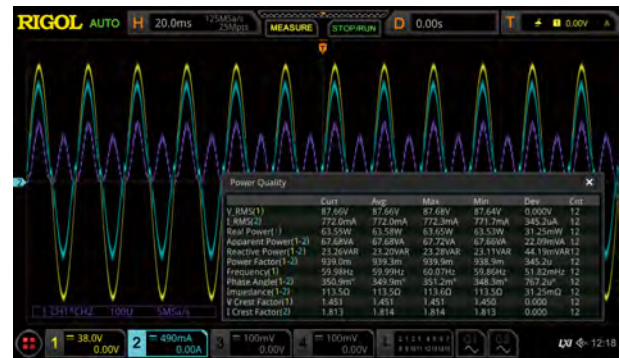 RIGOL AUTO H 20.0ms 125MSa/s 25Mpts MEASURE STOP/RUN D 0.00s T 1 0.00V A
T
2
Power Quality ×
Curr Avg Max Min Dev Cnt
V_RMS(1) 87.66V 87.66V 87.68V 87.64V 0.000V 12
I_RMS(2) 772.0mA 772.0mA 772.3mA 771.7mA 345.2uA 12
Real Power( ) 63.55W 63.58W 63.65W 63.53W 31.25mW 12
Apparent Power(1-2) 67.68VA 67.68VA 67.72VA 67.66VA 22.09mVA 12
Reactive Power(1-2) 23.26VAR 23.20VAR 23.28VAR 23.11VAR 44.19mVAR 12
Power Factor(1-2) 939.0m 939.3m 939.9m 938.9m 345.2u 12
Frequency(1) 59.98Hz 59.99Hz 60.07Hz 59.86Hz 51.82mHz 12
Phase Angle(1-2) 350.9m° 349.9m° 351.2m° 348.3m° 767.2u° 12
Impedance(1-2) 113.5Ω 113.5Ω 113.6Ω 113.5Ω 31.25mΩ 12
V Crest Factor(1) 1.451 1.451 1.451 1.450 0.000 12
I Crest Factor(2) 1.813 1.814 1.814 1.813 0.000 12
CH1*CH2 100U 5MSa/s
1 = 38.0V 0.00V 2 = 490mA 0.00A 3 = 100mV 0.00V 4 = 100mV 0.00V L G1 G2 LXI 12:18